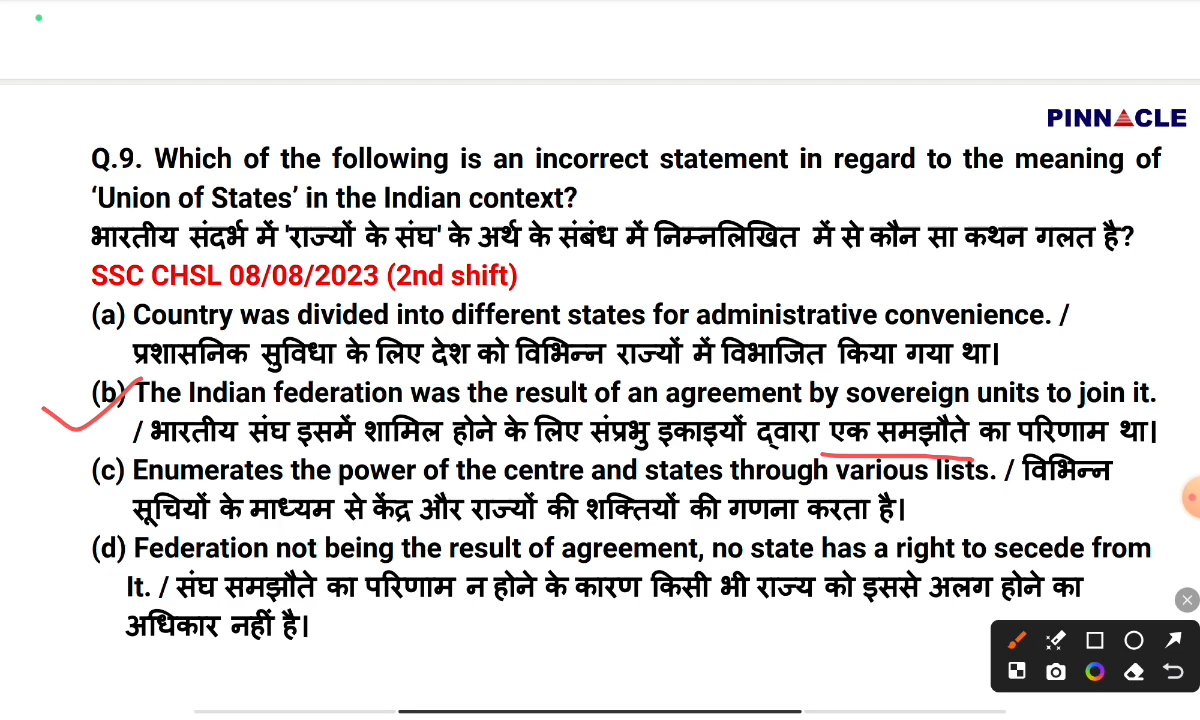 PINNACLE
Q.9. Which of the following is an incorrect statement in regard to the meaning of
‘Union of States’ in the Indian context?
भारतीय संदर्भ में 'राज्यों के संघ' के अर्थ के संबंध में निम्नलिखित में से कौन सा कथन गलत है?
SSC CHSL 08/08/2023 (2nd shift)
(a) Country was divided into different states for administrative convenience. /
प्रशासनिक सुविधा के लिए देश को विभिन्न राज्यों में विभाजित किया गया था।
(b) The Indian federation was the result of an agreement by sovereign units to join it.
/ भारतीय संघ इसमें शामिल होने के लिए संप्रभु इकाइयों द्वारा एक समझौते का परिणाम था।
(c) Enumerates the power of the centre and states through various lists. / विभिन्न
सूचियों के माध्यम से केंद्र और राज्यों की शक्तियों की गणना करता है।
(d) Federation not being the result of agreement, no state has a right to secede from
It. / संघ समझौते का परिणाम न होने के कारण किसी भी राज्य को इससे अलग होने का
अधिकार नहीं है।